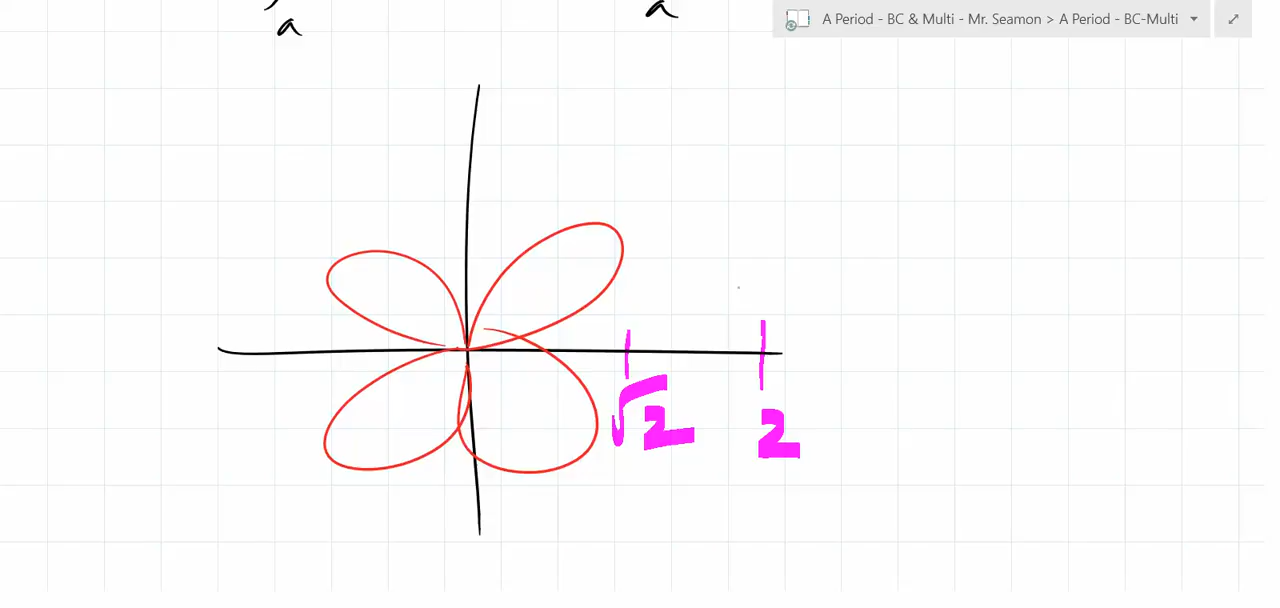 a a
A Period - BC & Multi - Mr. Seamon > A Period - BC-Multi
√2 2